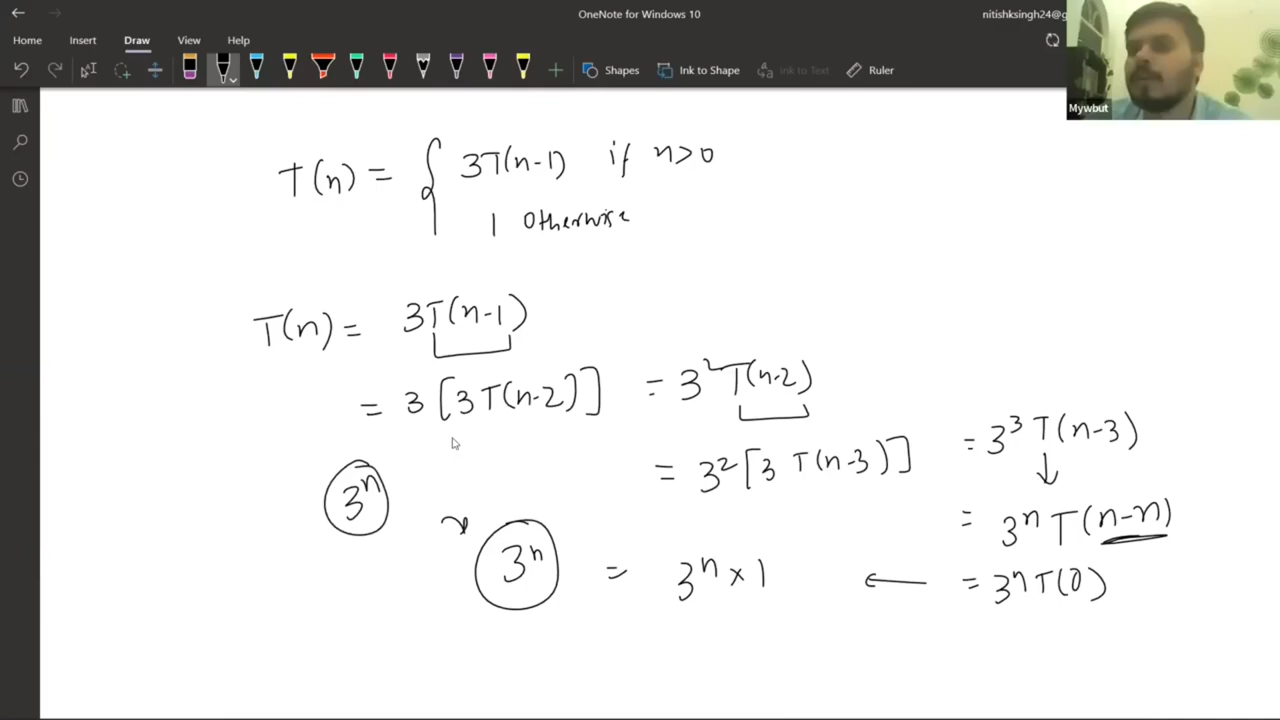 OneNote for Windows 10
nitishksingh24@g
Home Insert Draw View Help
Shapes Ink to Shape Ink to Text Ruler
Mywbut
T(n) = { 3T(n-1) if n>0
1 Otherwise
T(n) = 3T(n-1)
= 3[3T(n-2)] = 3²T(n-2)
= 3²[3 T(n-3)] = 3³ T(n-3)
↓
= 3ⁿ T(n-n)
3ⁿ
3ⁿ = 3ⁿ × 1 ← = 3ⁿ T(0)